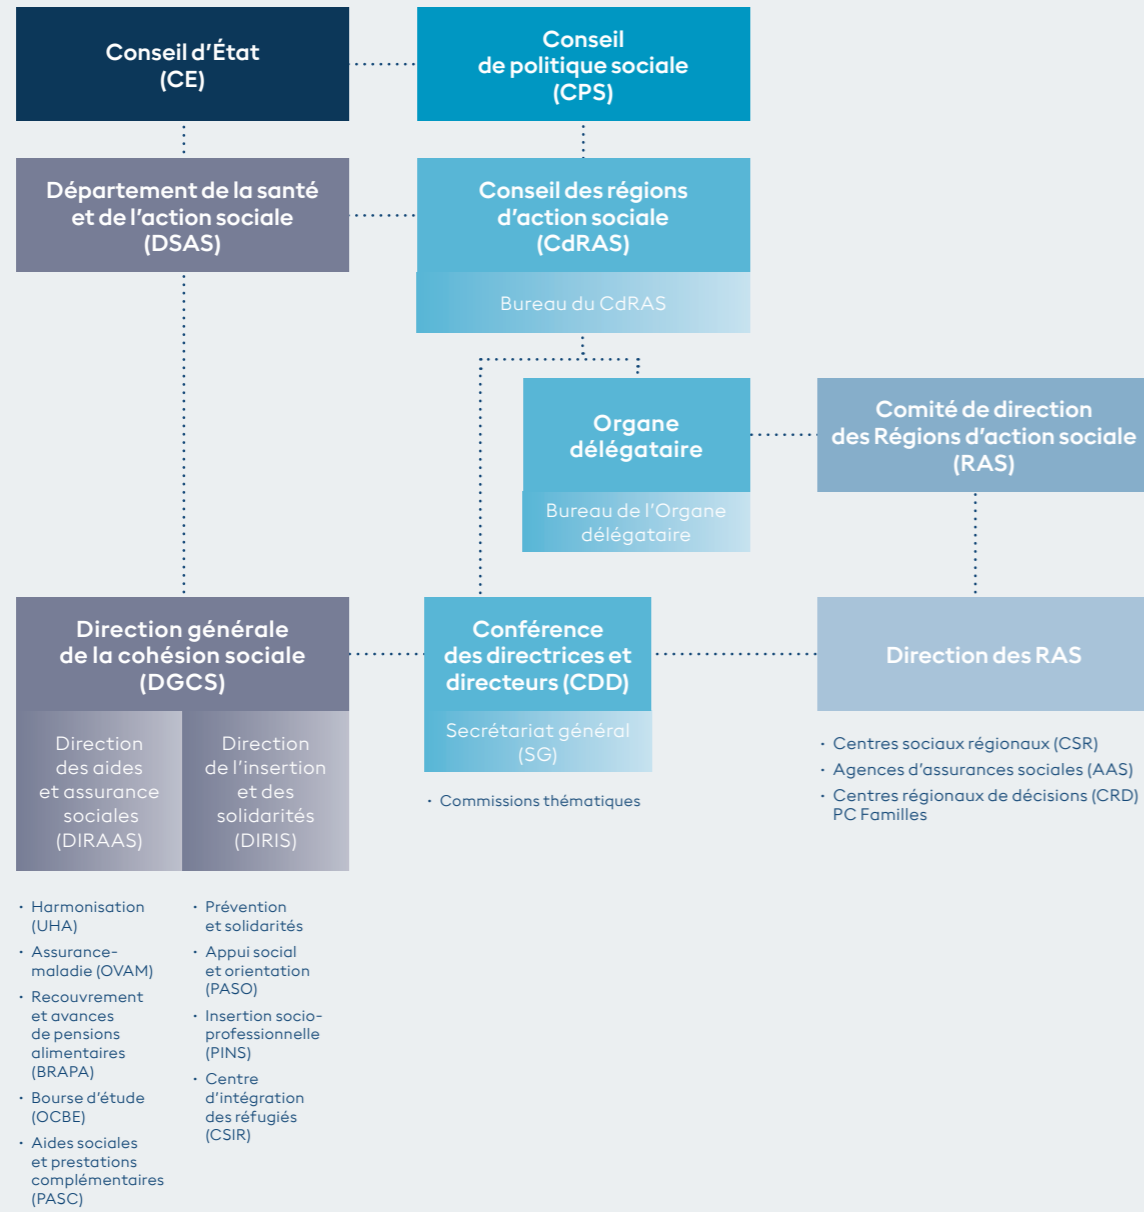 Conseil d'État
(CE)
Conseil
de politique sociale
(CPS)
Département de la santé
et de l'action sociale
(DSAS)
Conseil des régions
d'action sociale
(CdRAS)
Bureau du CdRAS
Organe
délégataire
Bureau de l'Organe
délégataire
Comité de direction
des Régions d'action sociale
(RAS)
Direction générale
de la cohésion sociale
(DGCS)
Direction
des aides
et assurance
sociales
(DIRAAS)
Direction
de l'insertion
et des
solidarités
(DIRIS)
Conférence
des directrices et
directeurs (CDD)
Secrétariat général
(SG)
· Commissions thématiques
Direction des RAS
· Centres sociaux régionaux (CSR)
· Agences d'assurances sociales (AAS)
· Centres régionaux de décisions (CRD)
PC Familles
· Harmonisation
(UHA)
· Assurance-
maladie (OVAM)
· Recouvrement
et avances
de pensions
alimentaires
(BRAPA)
· Bourse d'étude
(OCBE)
· Aides sociales
et prestations
complémentaires
(PASC)
· Prévention
et solidarités
· Appui social
et orientation
(PASO)
· Insertion socio-
professionnelle
(PINS)
· Centre
d'intégration
des réfugiés
(CSIR)